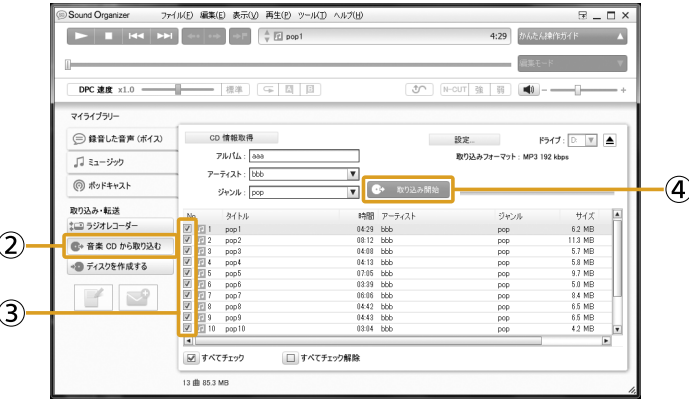 Sound Organizer ファイル(F) 編集(E) 表示(V) 再生(P) ツール(T) ヘルプ(H)
pop1 4:29 かんたん操作ガイド
編集モード
DPC 速度 x1.0 標準 A B N-CUT 強 弱
マイライブラリー
録音した音声 (ボイス)
ミュージック
ポッドキャスト
取り込み・転送
ラジオレコーダー
音楽 CD から取り込む
ディスクを作成する
CD 情報取得 設定... ドライブ: D:
アルバム: aaa 取り込みフォーマット: MP3 192 kbps
アーティスト: bbb
ジャンル: pop 取り込み開始
No. タイトル 時間 アーティスト ジャンル サイズ
1 pop1 04:29 bbb pop 6.2 MB
2 pop2 08:12 bbb pop 11.3 MB
3 pop3 04:08 bbb pop 5.7 MB
4 pop4 04:13 bbb pop 5.8 MB
5 pop5 07:05 bbb pop 9.7 MB
6 pop6 03:39 bbb pop 5.0 MB
7 pop7 06:06 bbb pop 8.4 MB
8 pop8 04:42 bbb pop 6.5 MB
9 pop9 04:43 bbb pop 6.5 MB
10 pop10 03:04 bbb pop 4.2 MB
すべてチェック すべてチェック解除
13 曲 85.3 MB
②
③
④